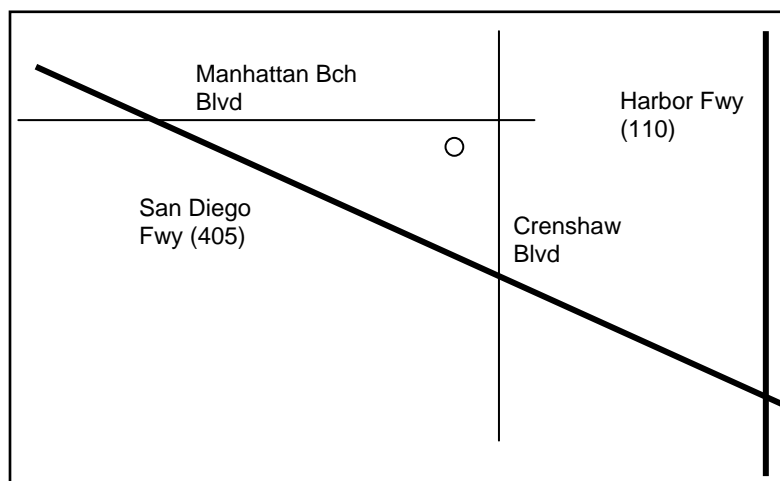 Manhattan Bch
Blvd
Harbor Fwy
(110)
San Diego
Fwy (405)
Crenshaw
Blvd